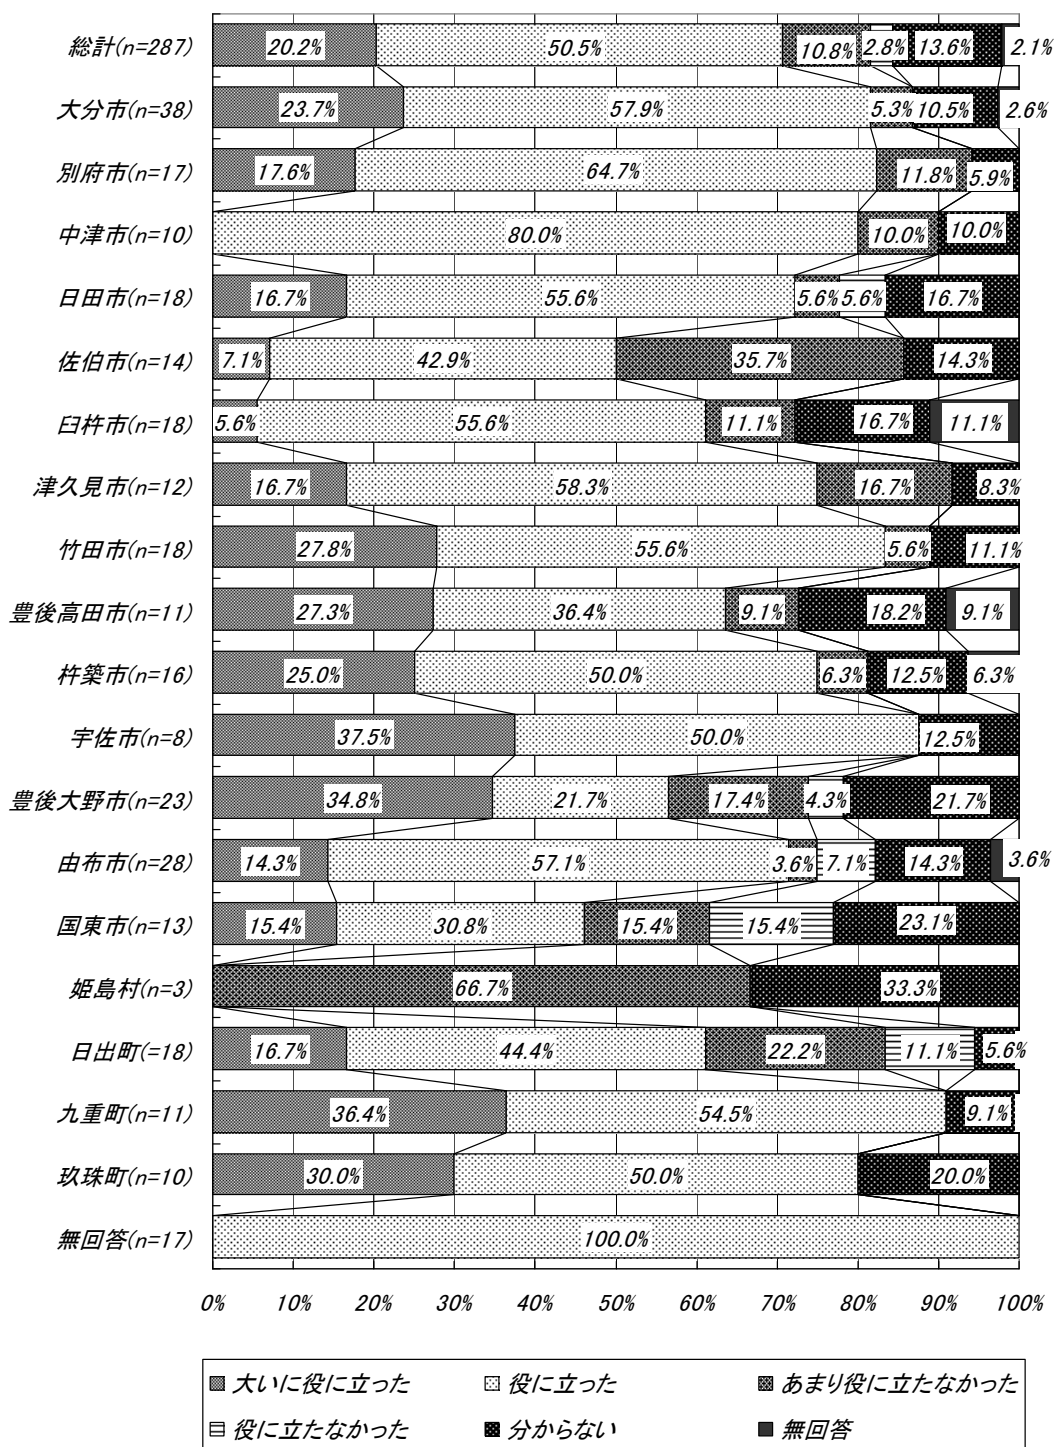 総計(n=287) 20.2% 50.5% 10.8% 2.8% 13.6% 2.1%
大分市(n=38) 23.7% 57.9% 5.3% 10.5% 2.6%
別府市(n=17) 17.6% 64.7% 11.8% 5.9%
中津市(n=10) 80.0% 10.0% 10.0%
日田市(n=18) 16.7% 55.6% 5.6% 5.6% 16.7%
佐伯市(n=14) 7.1% 42.9% 35.7% 14.3%
臼杵市(n=18) 5.6% 55.6% 11.1% 16.7% 11.1%
津久見市(n=12) 16.7% 58.3% 16.7% 8.3%
竹田市(n=18) 27.8% 55.6% 5.6% 11.1%
豊後高田市(n=11) 27.3% 36.4% 9.1% 18.2% 9.1%
杵築市(n=16) 25.0% 50.0% 6.3% 12.5% 6.3%
宇佐市(n=8) 37.5% 50.0% 12.5%
豊後大野市(n=23) 34.8% 21.7% 17.4% 4.3% 21.7%
由布市(n=28) 14.3% 57.1% 3.6% 7.1% 14.3% 3.6%
国東市(n=13) 15.4% 30.8% 15.4% 15.4% 23.1%
姫島村(n=3) 66.7% 33.3%
日出町(=18) 16.7% 44.4% 22.2% 11.1% 5.6%
九重町(n=11) 36.4% 54.5% 9.1%
玖珠町(n=10) 30.0% 50.0% 20.0%
無回答(n=17) 100.0%
0% 10% 20% 30% 40% 50% 60% 70% 80% 90% 100%
大いに役に立った 役に立った あまり役に立たなかった
役に立たなかった 分からない 無回答